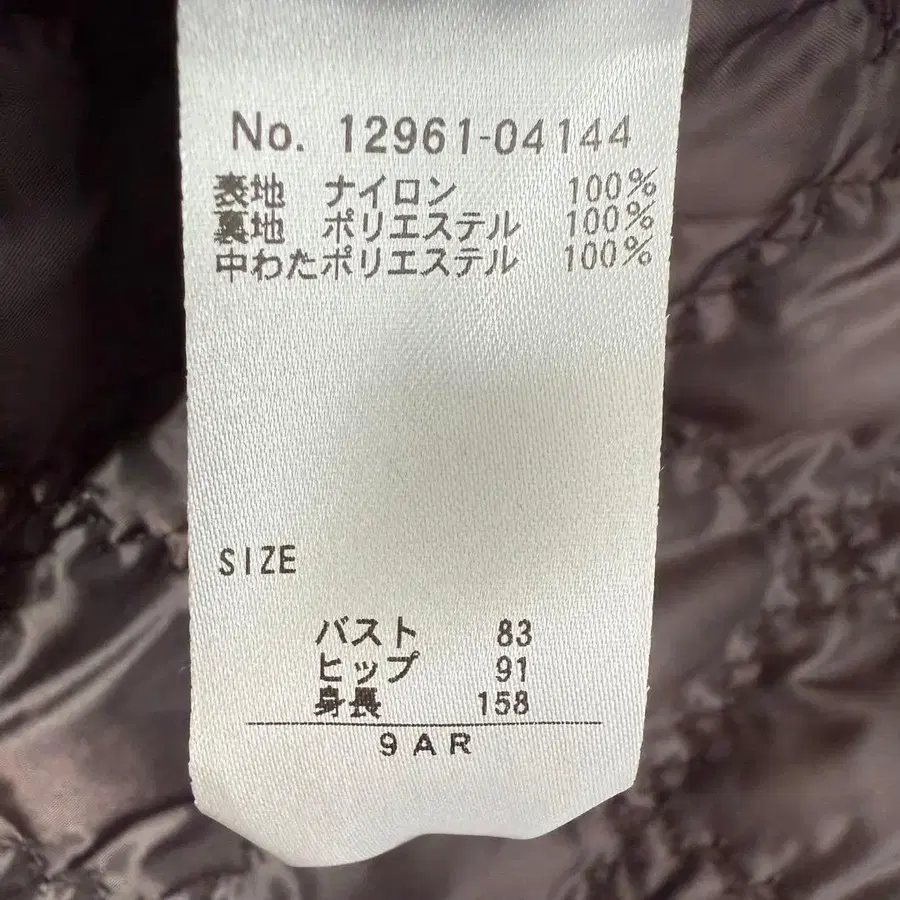 No. 12961-04144
表地 ナイロン 100%
裏地 ポリエステル 100%
中わたポリエステル 100%
SIZE
バスト 83
ヒップ 91
身長 158
9AR